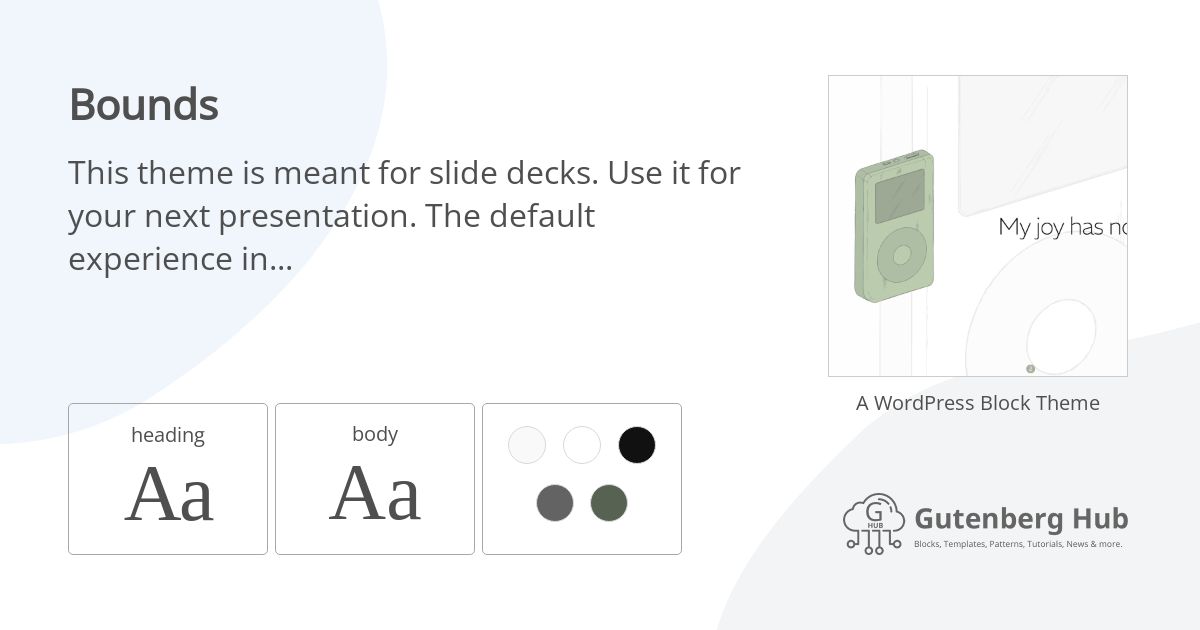 Bounds
This theme is meant for slide decks. Use it for
your next presentation. The default
experience in...
My joy has no
A WordPress Block Theme
heading
Aa
body
Aa
G
HUB
Gutenberg Hub
Blocks, Templates, Patterns, Tutorials, News & more.